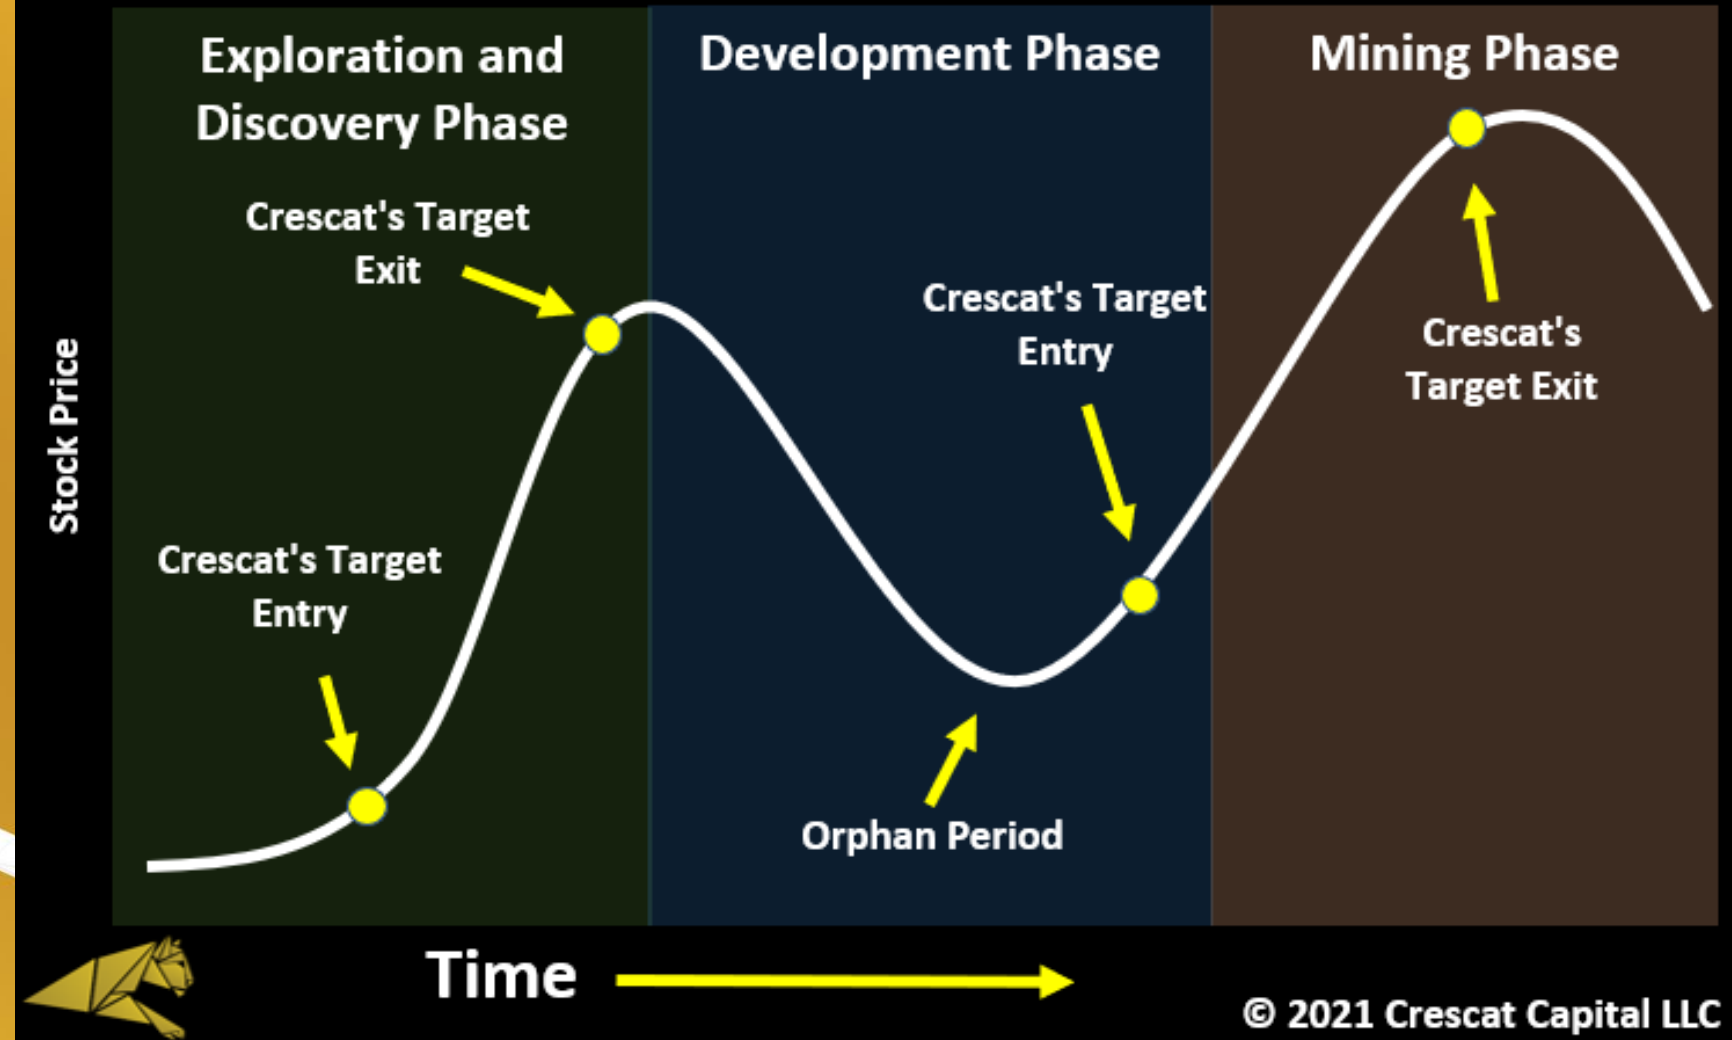 Exploration and
Discovery Phase
Development Phase
Mining Phase
Crescat's Target
Exit
Crescat's Target
Entry
Crescat's
Target Exit
Stock Price
Crescat's Target
Entry
Orphan Period
Time
© 2021 Crescat Capital LLC